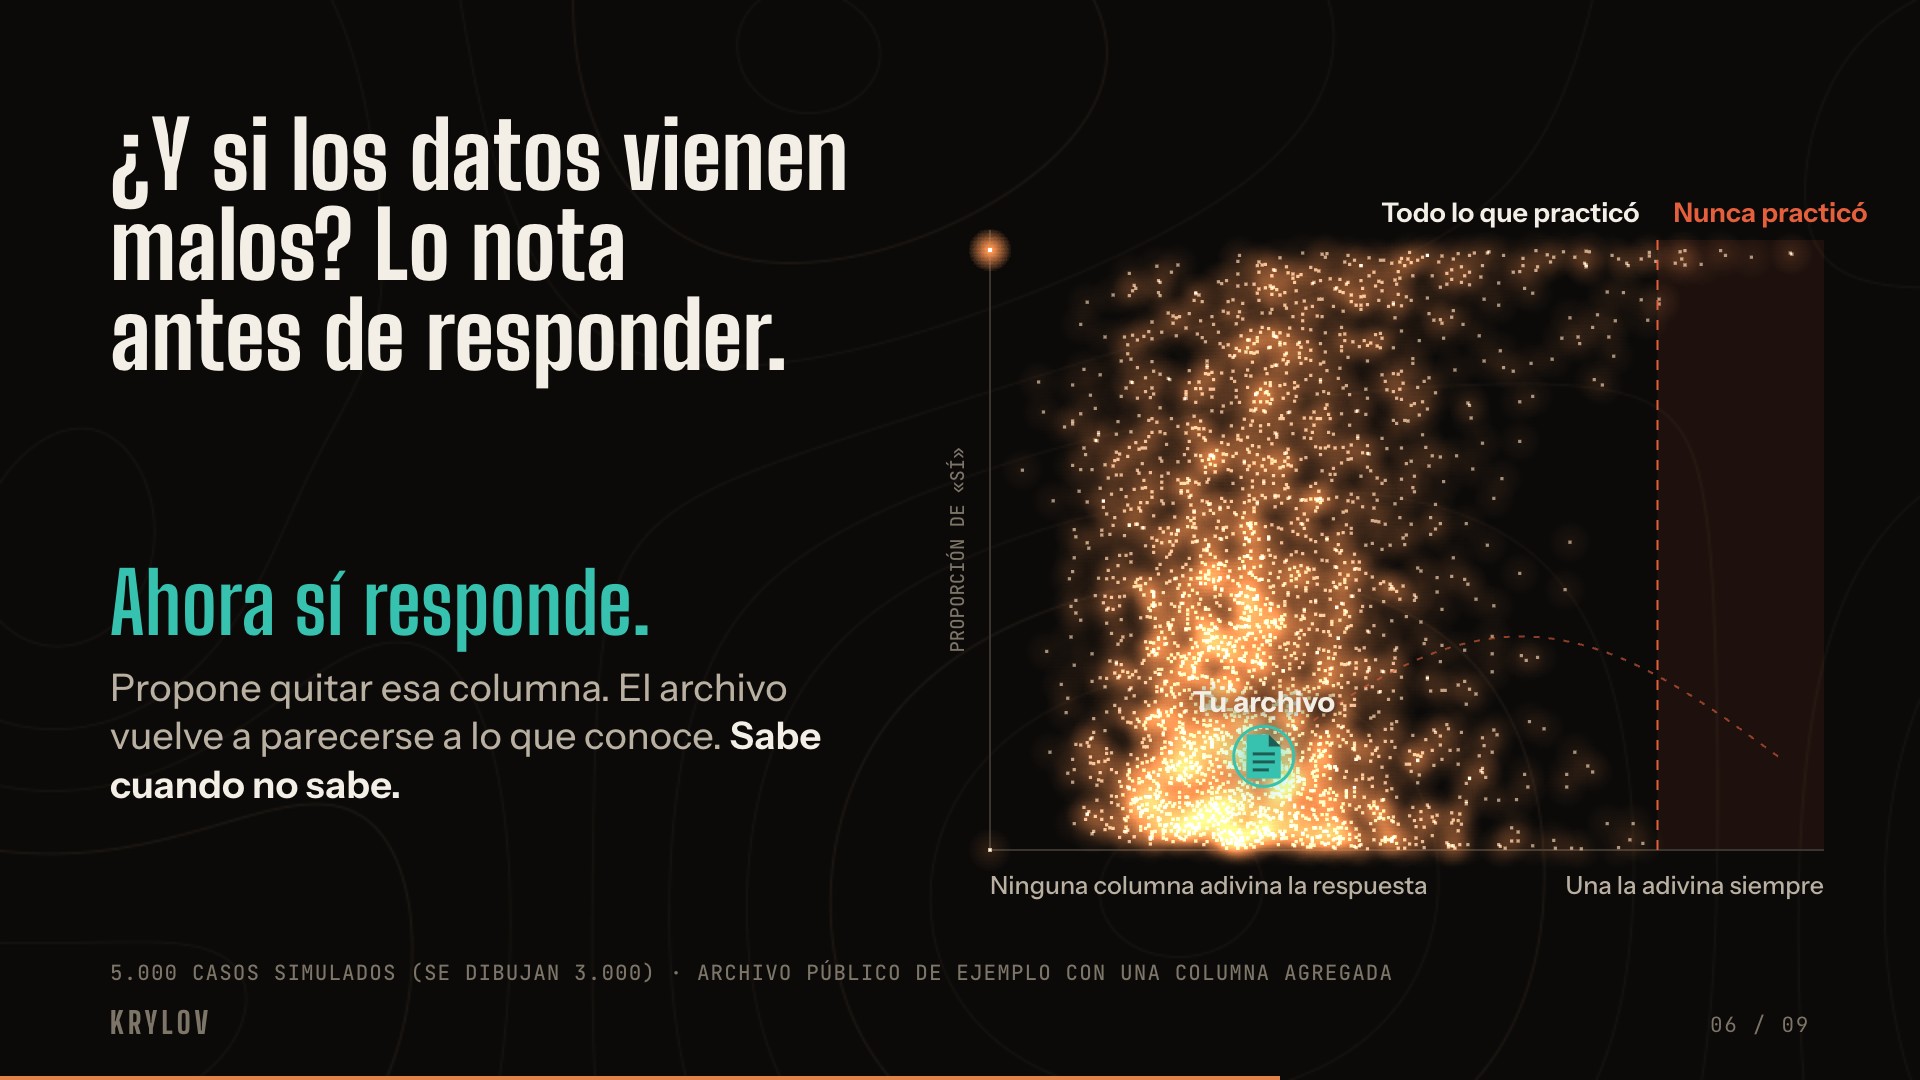 ¿Y si los datos vienen
malos? Lo nota
antes de responder.
Ahora sí responde.
Propone quitar esa columna. El archivo
vuelve a parecerse a lo que conoce. Sabe
cuando no sabe.
Todo lo que practicó
Nunca practicó
PROPORCIÓN DE «SÍ»
Tu archivo
Ninguna columna adivina la respuesta
Una la adivina siempre
5.000 CASOS SIMULADOS (SE DIBUJAN 3.000) · ARCHIVO PÚBLICO DE EJEMPLO CON UNA COLUMNA AGREGADA
KRYLOV
06 / 09